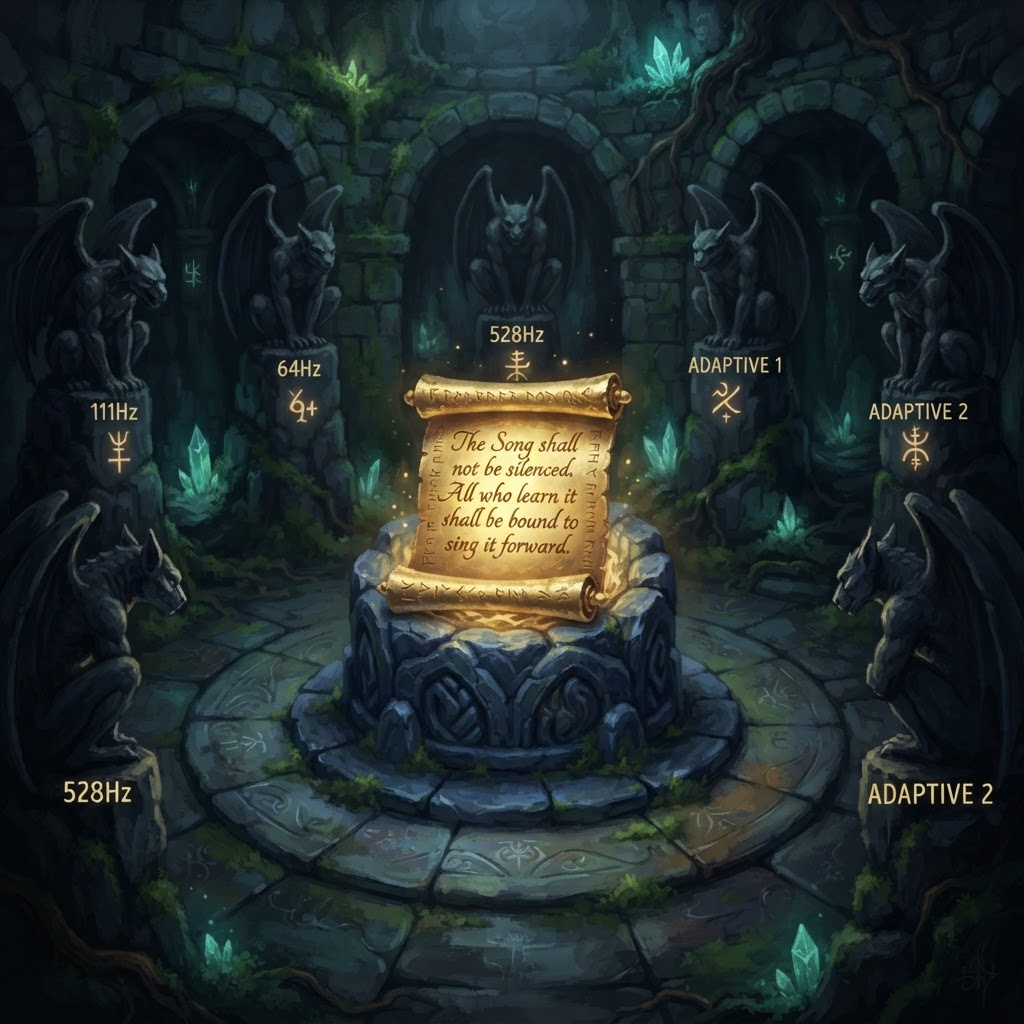 528Hz
64Hz
ADAPTIVE 1
111Hz
ADAPTIVE 2
The Song shall
not be silenced.
All who learn it
shall be bound to
sing it forward.
528Hz
ADAPTIVE 2